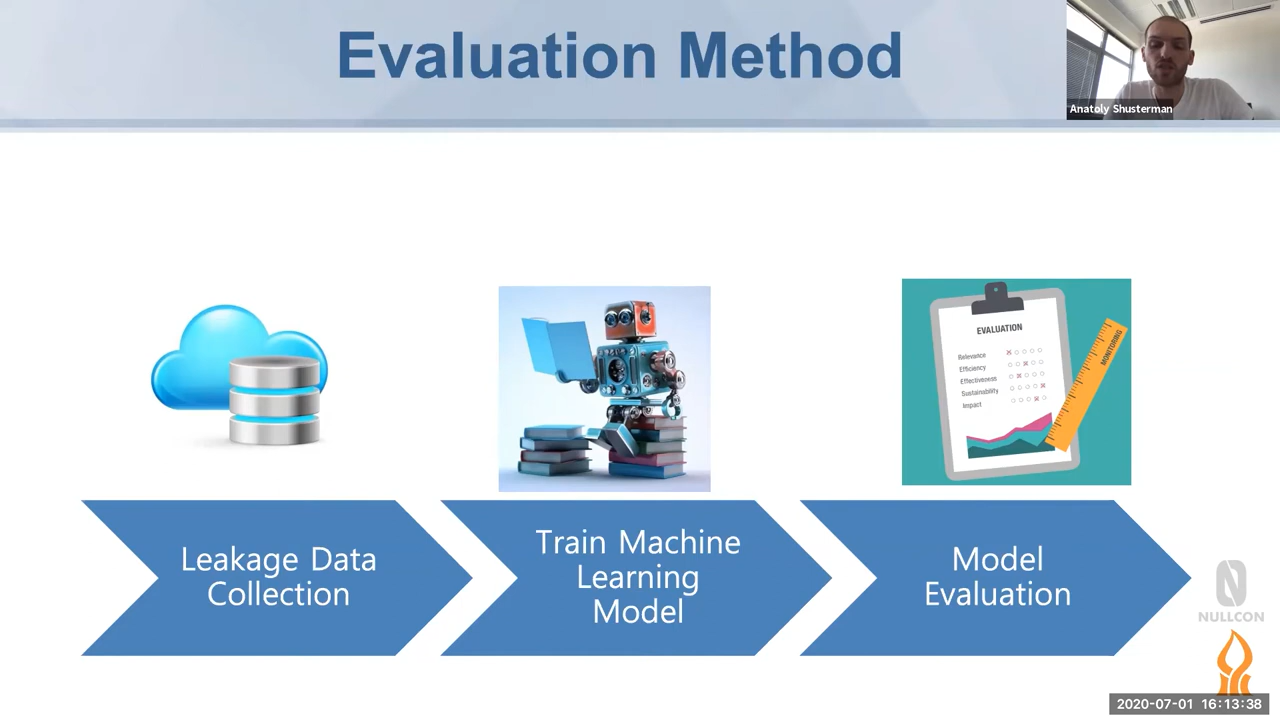 Evaluation Method
Anatoly Shusterman
EVALUATION
Relevance
Efficiency
Effectiveness
Sustainability
Impact
MONITORING
Leakage Data
Collection
Train Machine
Learning
Model
Model
Evaluation
NULLCON
2020-07-01 16:13:38